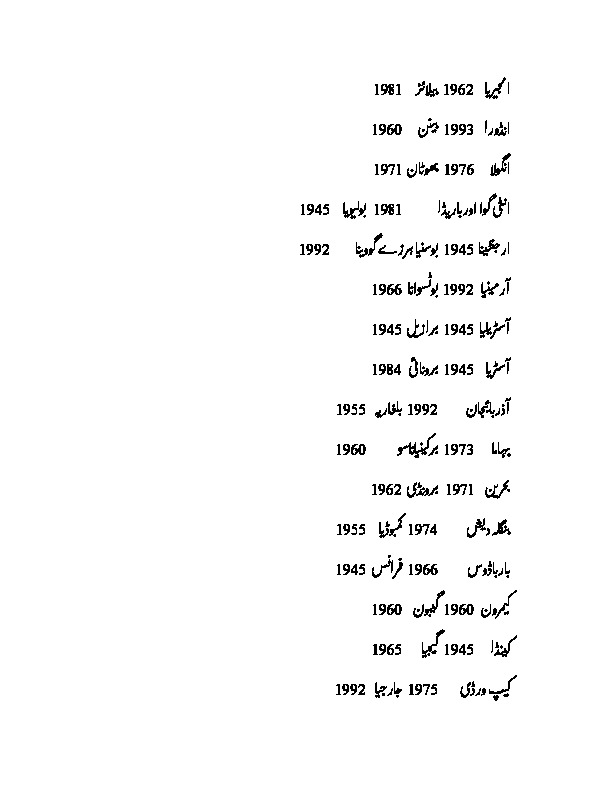 الجیریا 1962 بیلائز 1981
انڈورا 1993 بینن 1960
انگولا 1976 بھوٹان 1971
انٹی گوا اور باربڈا 1981 بولیویا 1945
ارجنٹینا 1945 بوسنیا ہرزے گووینا 1992
آرمینیا 1992 بوٹسوانا 1966
آسٹریلیا 1945 برازیل 1945
آسٹریا 1945 برونائی 1984
آذربائیجان 1992 بلغاریہ 1955
بہاما 1973 برکینیافاسو 1960
بحرین 1971 برونڈی 1962
بنگلہ دیش 1974 کمبوڈیا 1955
بارباڈوس 1966 فرانس 1945
کیمرون 1960 گیبون 1960
کینڈا 1945 گیمبیا 1965
کیپ ورڈی 1975 جارجیا 1992